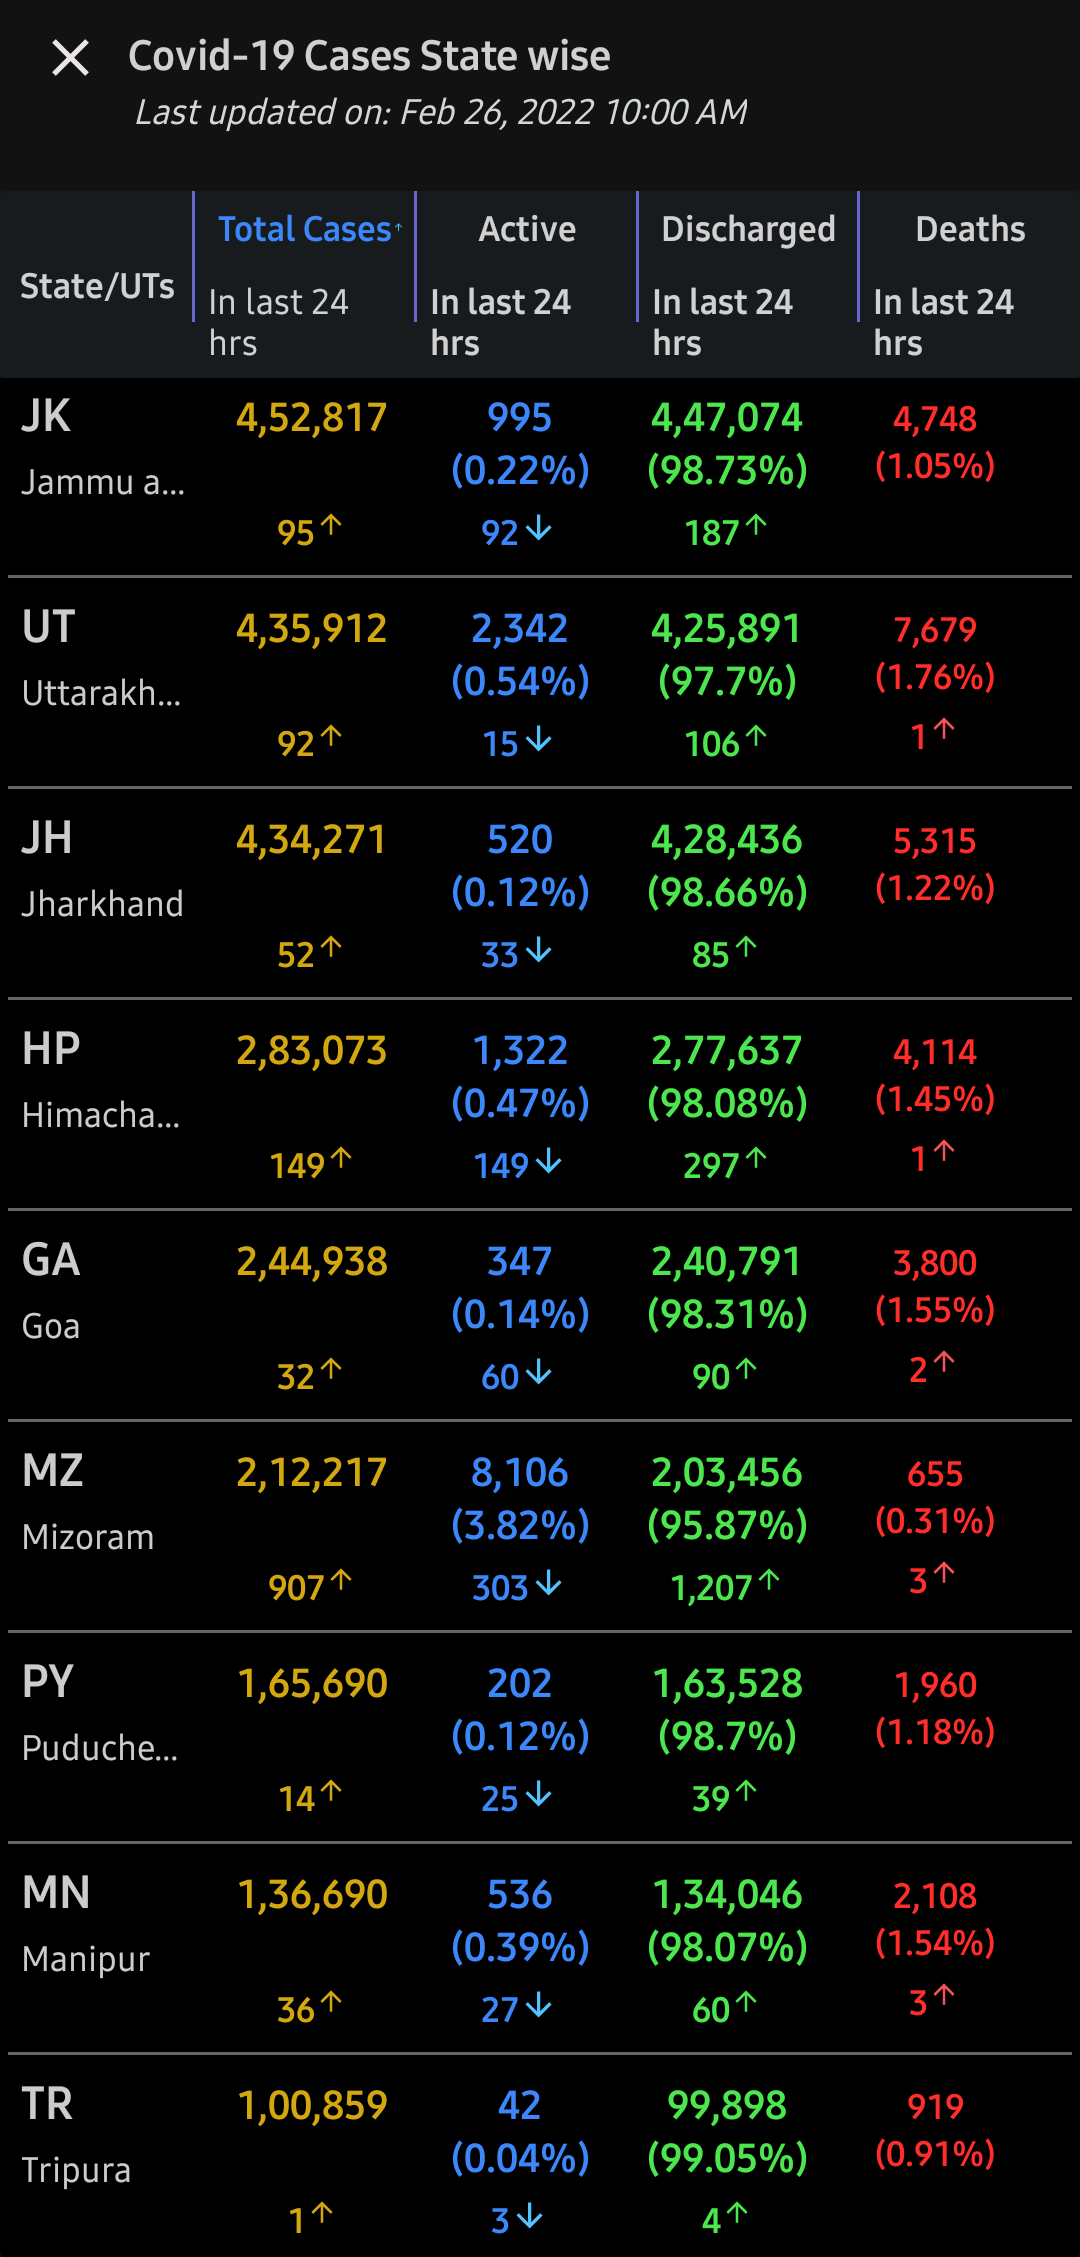 Covid-19 Cases State wise
Last updated on: Feb 26, 2022 10:00 AM
State/UTs
Total Cases↑ Active Discharged Deaths
In last 24 hrs In last 24 hrs In last 24 hrs In last 24 hrs
JK 4,52,817 995 4,47,074 4,748
Jammu a... (0.22%) (98.73%) (1.05%)
95↑ 92↓ 187↑
UT 4,35,912 2,342 4,25,891 7,679
Uttarakh... (0.54%) (97.7%) (1.76%)
92↑ 15↓ 106↑ 1↑
JH 4,34,271 520 4,28,436 5,315
Jharkhand (0.12%) (98.66%) (1.22%)
52↑ 33↓ 85↑
HP 2,83,073 1,322 2,77,637 4,114
Himacha... (0.47%) (98.08%) (1.45%)
149↑ 149↓ 297↑ 1↑
GA 2,44,938 347 2,40,791 3,800
Goa (0.14%) (98.31%) (1.55%)
32↑ 60↓ 90↑ 2↑
MZ 2,12,217 8,106 2,03,456 655
Mizoram (3.82%) (95.87%) (0.31%)
907↑ 303↓ 1,207↑ 3↑
PY 1,65,690 202 1,63,528 1,960
Puduche... (0.12%) (98.7%) (1.18%)
14↑ 25↓ 39↑
MN 1,36,690 536 1,34,046 2,108
Manipur (0.39%) (98.07%) (1.54%)
36↑ 27↓ 60↑ 3↑
TR 1,00,859 42 99,898 919
Tripura (0.04%) (99.05%) (0.91%)
1↑ 3↓ 4↑